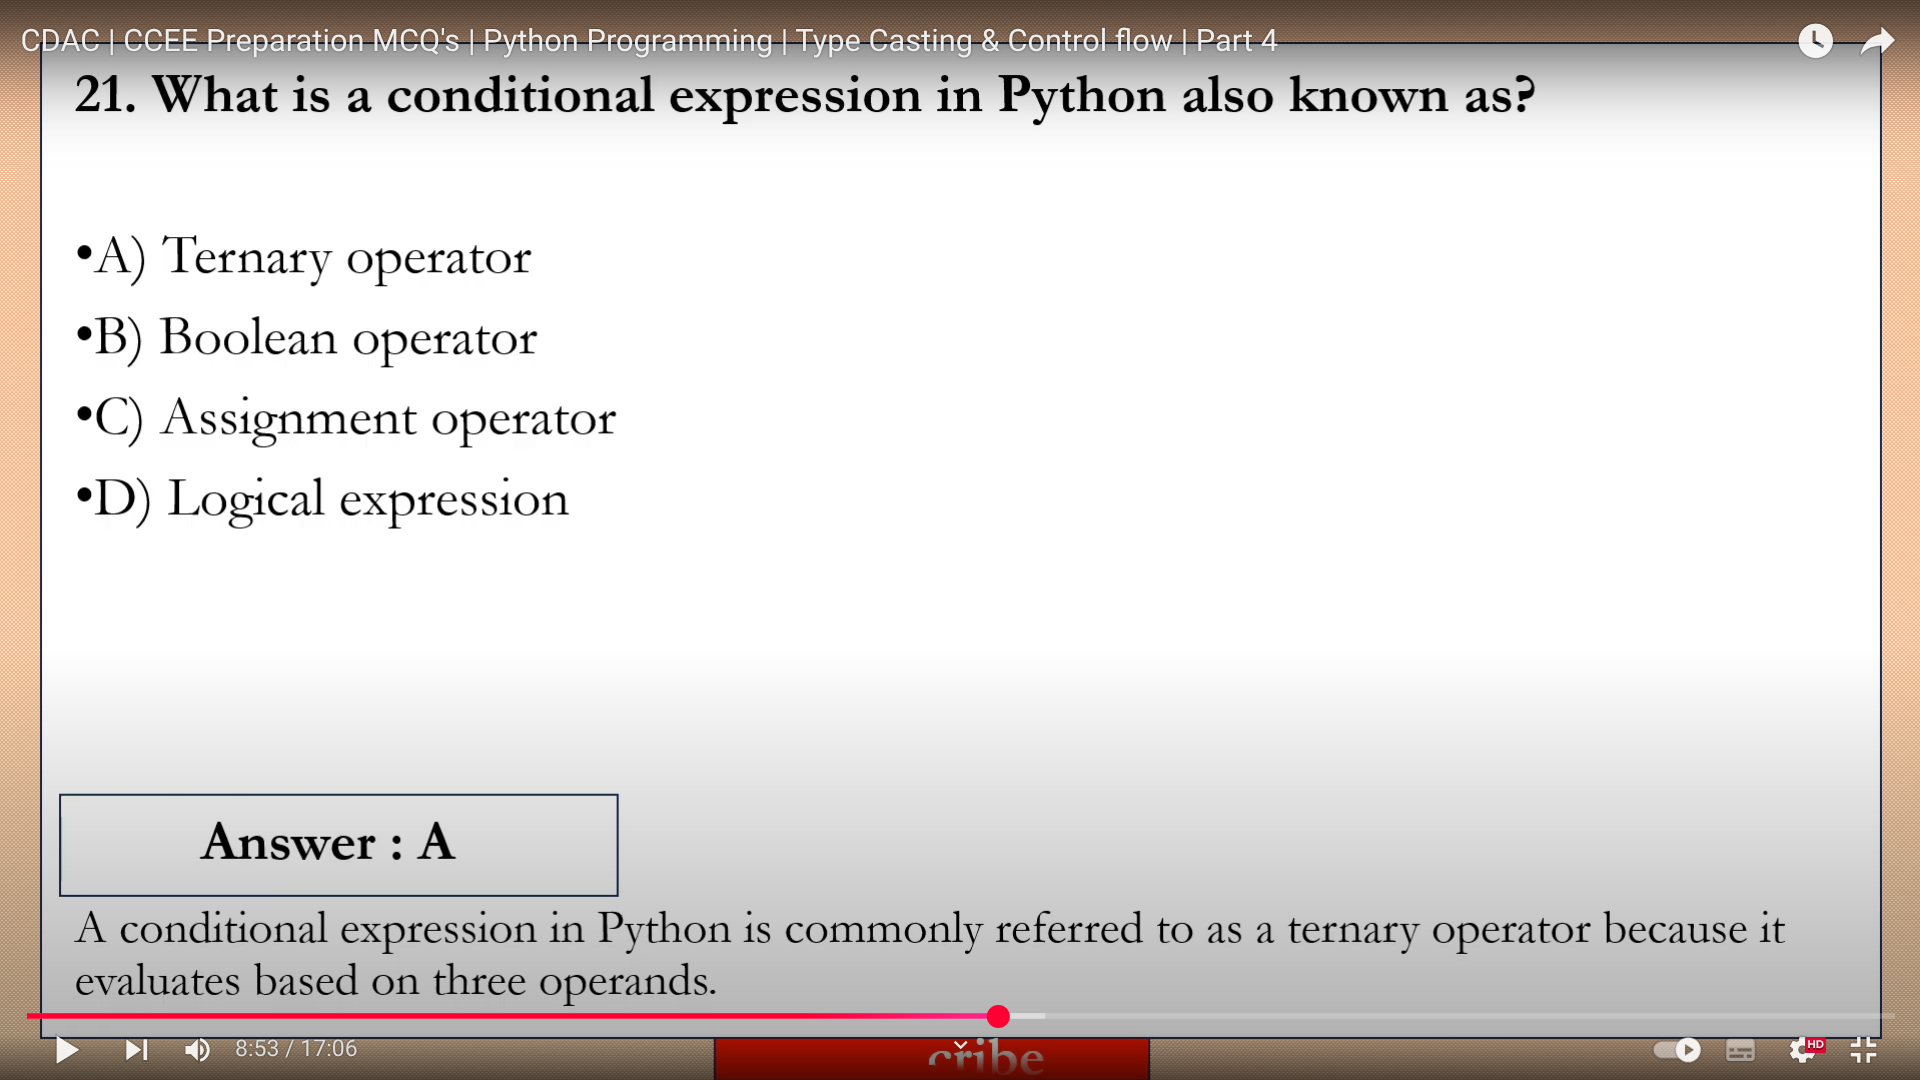 CDAC | CCEE Preparation MCQ's | Python Programming | Type Casting & Control flow | Part 4
21. What is a conditional expression in Python also known as?
•A) Ternary operator
•B) Boolean operator
•C) Assignment operator
•D) Logical expression
Answer : A
A conditional expression in Python is commonly referred to as a ternary operator because it
evaluates based on three operands.
8:53 / 17:06
cribe
HD